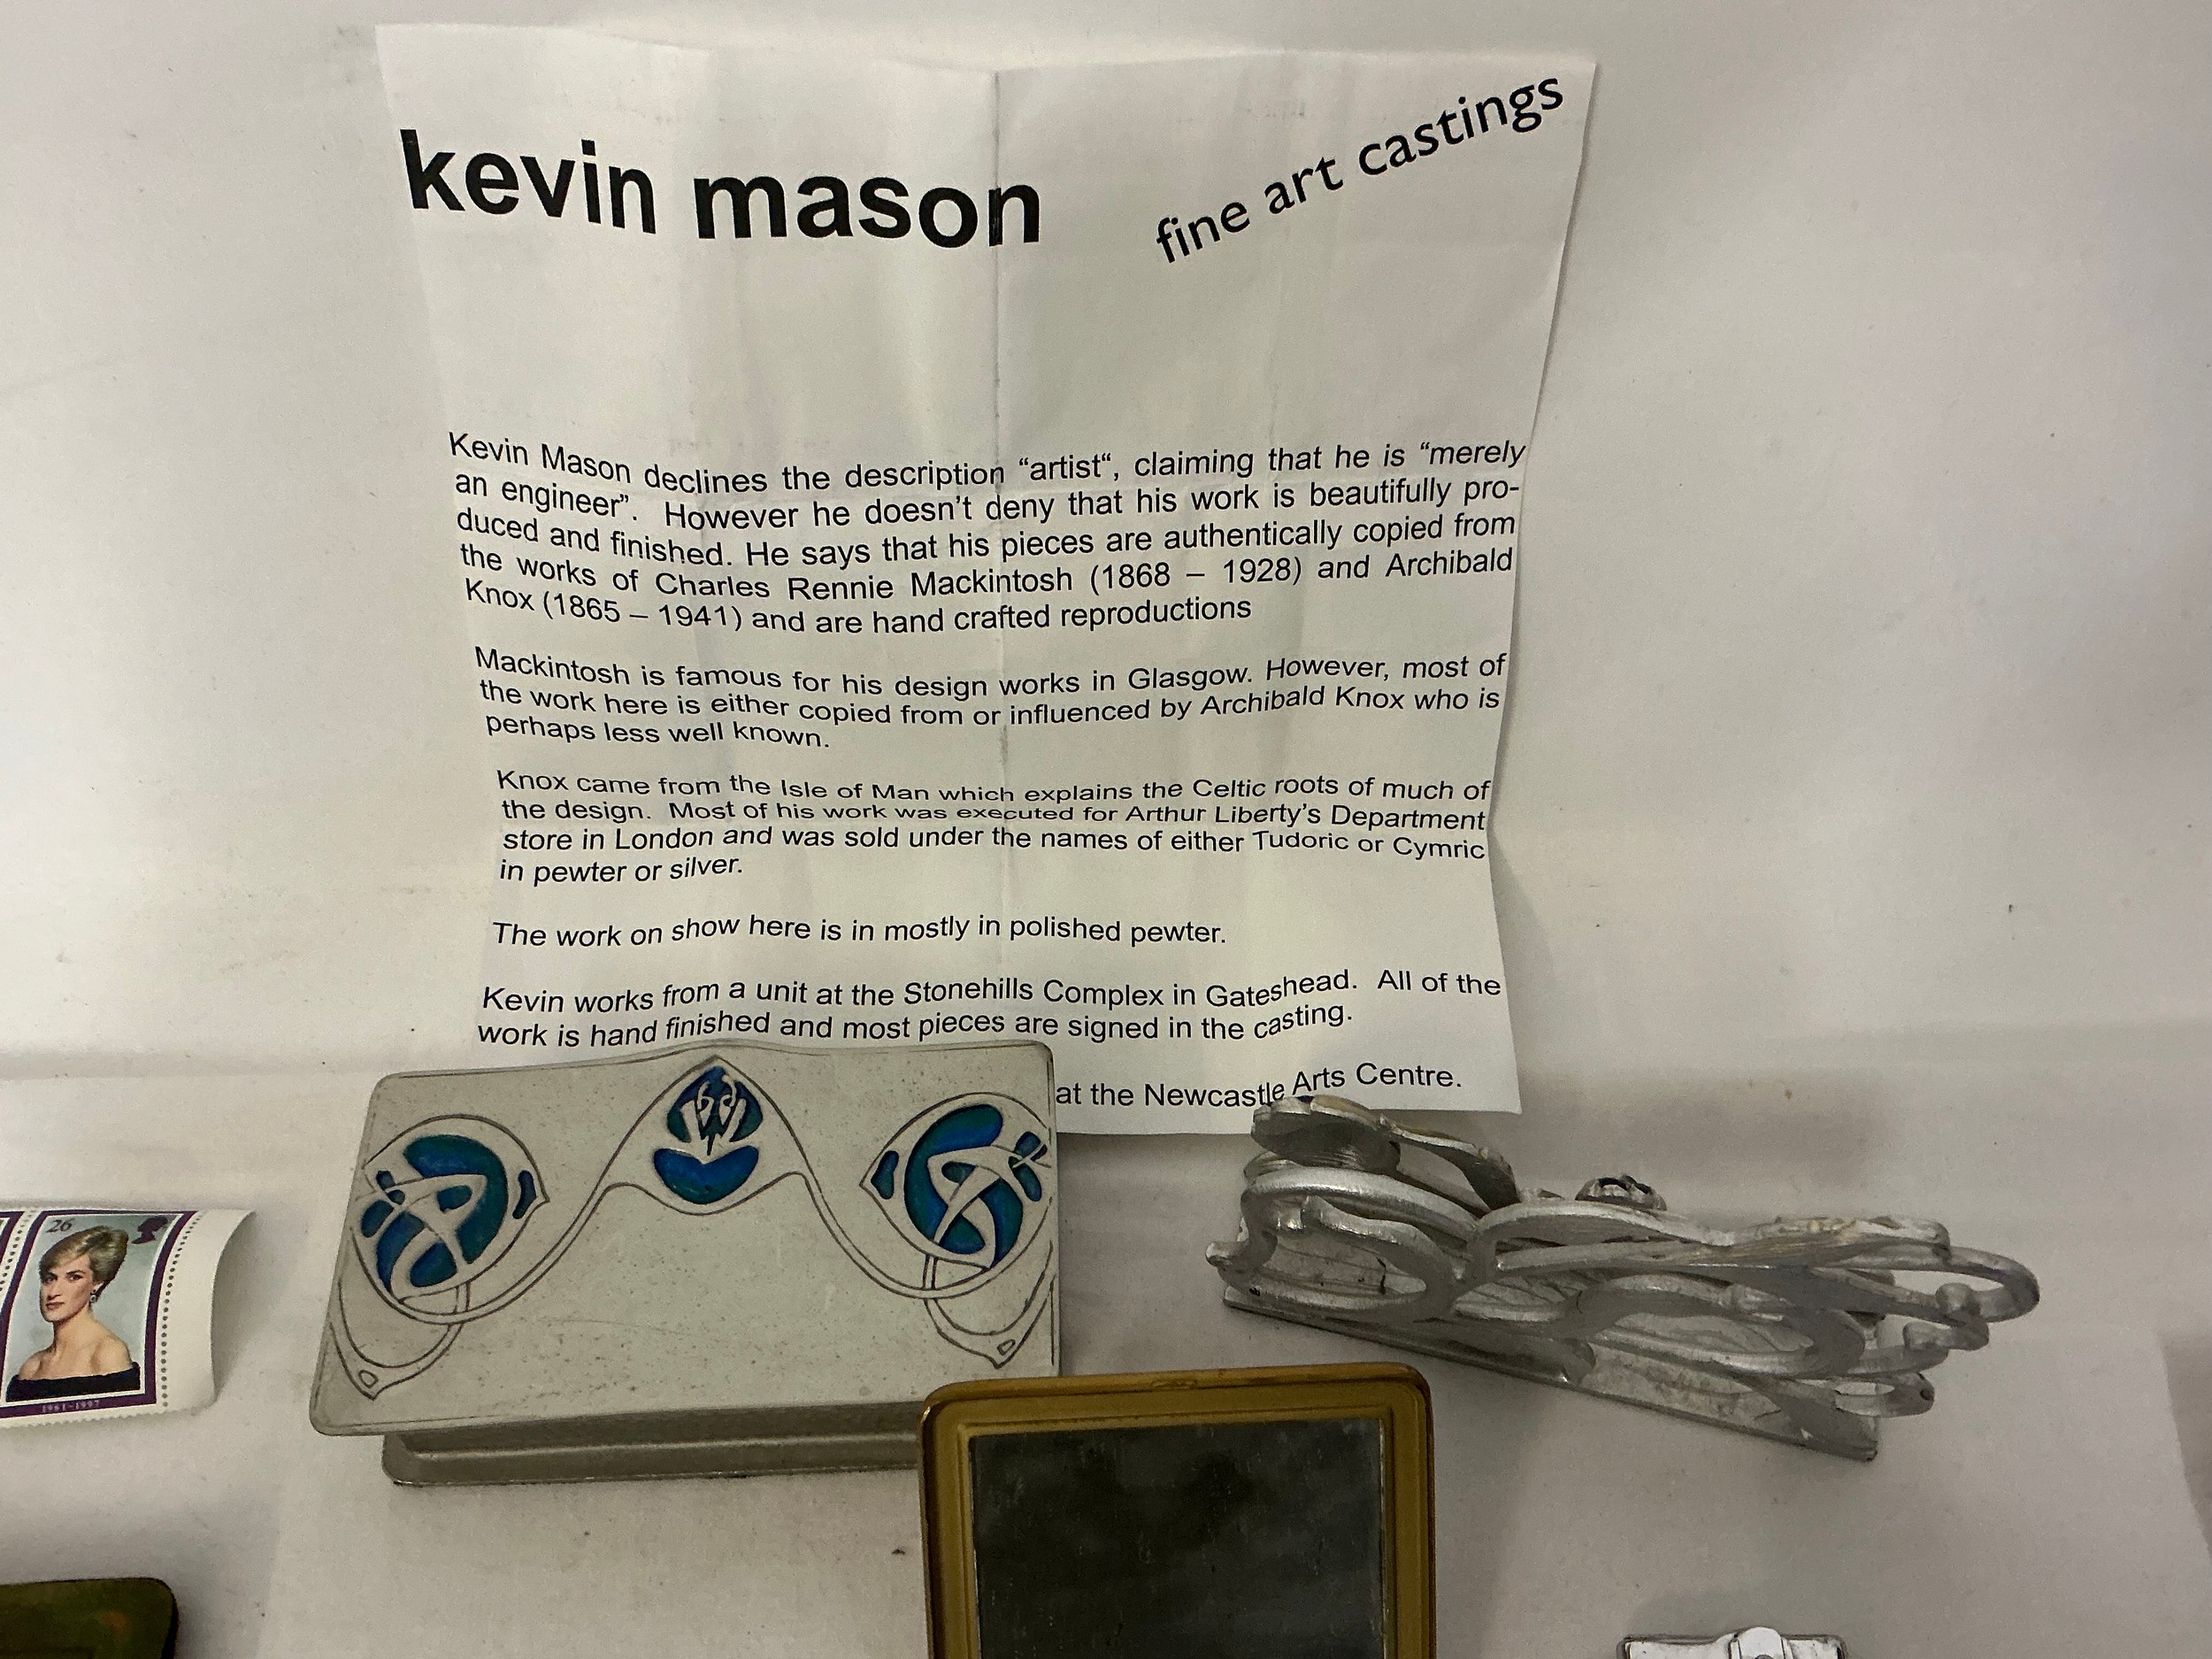 kevin mason
fine art castings
Kevin Mason declines the description “artist“, claiming that he is “merely
an engineer”. However he doesn’t deny that his work is beautifully pro-
duced and finished. He says that his pieces are authentically copied from
the works of Charles Rennie Mackintosh (1868 – 1928) and Archibald
Knox (1865 – 1941) and are hand crafted reproductions
Mackintosh is famous for his design works in Glasgow. However, most of
the work here is either copied from or influenced by Archibald Knox who is
perhaps less well known.
Knox came from the Isle of Man which explains the Celtic roots of much of
the design. Most of his work was executed for Arthur Liberty’s Department
store in London and was sold under the names of either Tudoric or Cymric
in pewter or silver.
The work on show here is in mostly in polished pewter.
Kevin works from a unit at the Stonehills Complex in Gateshead. All of the
work is hand finished and most pieces are signed in the casting.
at the Newcastle Arts Centre.
26
1961-1997